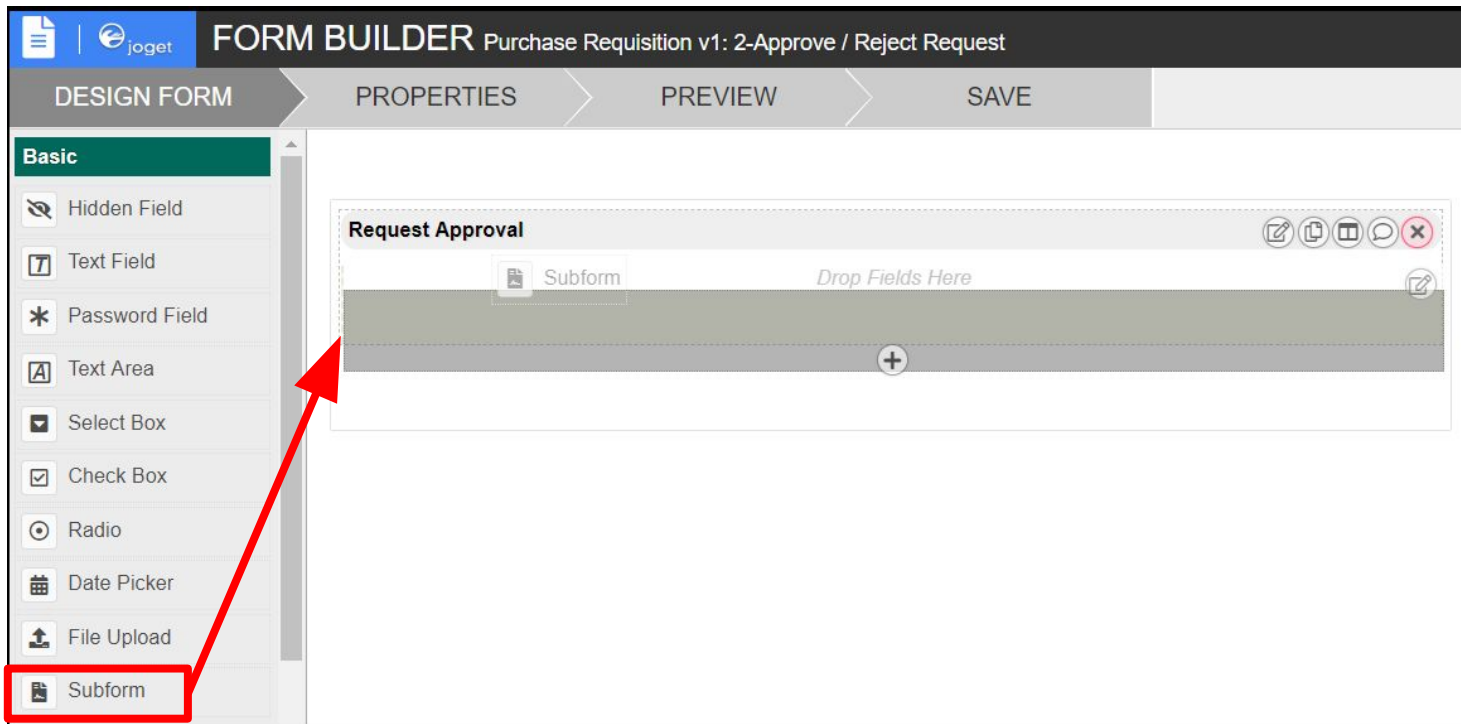 joget FORM BUILDER Purchase Requisition v1: 2-Approve / Reject Request
DESIGN FORM PROPERTIES PREVIEW SAVE
Basic
Hidden Field
Text Field
Password Field
Text Area
Select Box
Check Box
Radio
Date Picker
File Upload
Subform
Request Approval
Subform Drop Fields Here